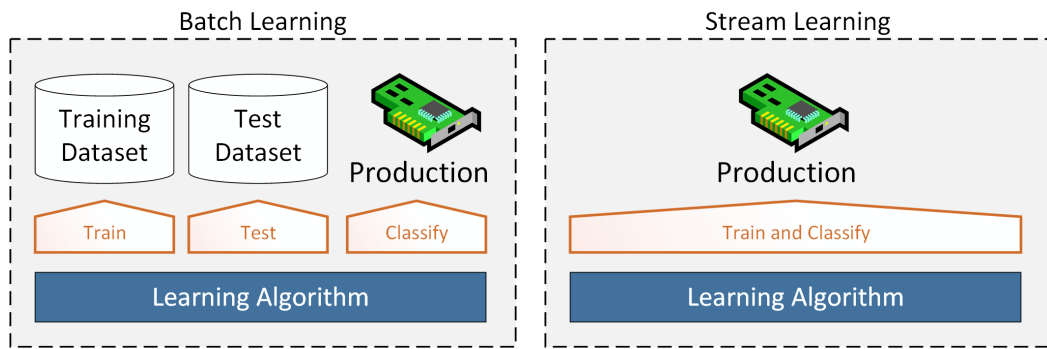 Batch Learning
Training
Dataset
Test
Dataset
Production
Train
Test
Classify
Learning Algorithm
Stream Learning
Production
Train and Classify
Learning Algorithm